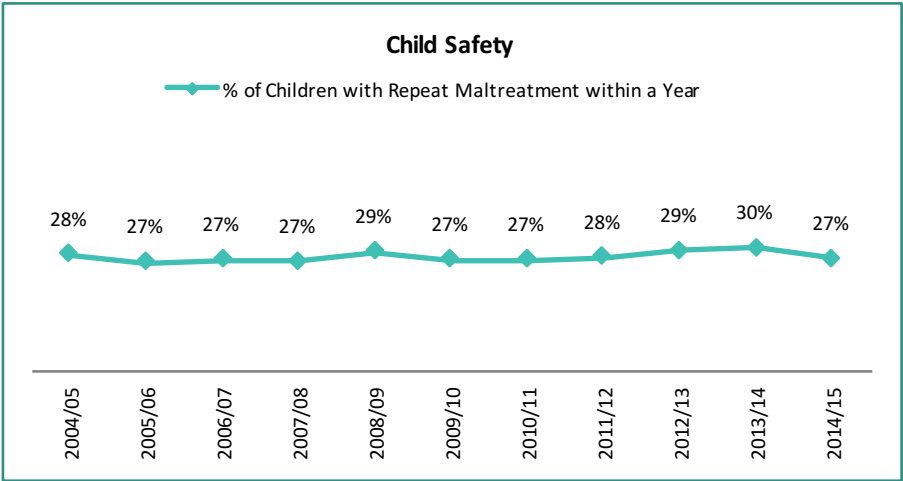 Child Safety
% of Children with Repeat Maltreatment within a Year
28% 27% 27% 27% 29% 27% 27% 28% 29% 30% 27%
2004/05 2005/06 2006/07 2007/08 2008/09 2009/10 2010/11 2011/12 2012/13 2013/14 2014/15